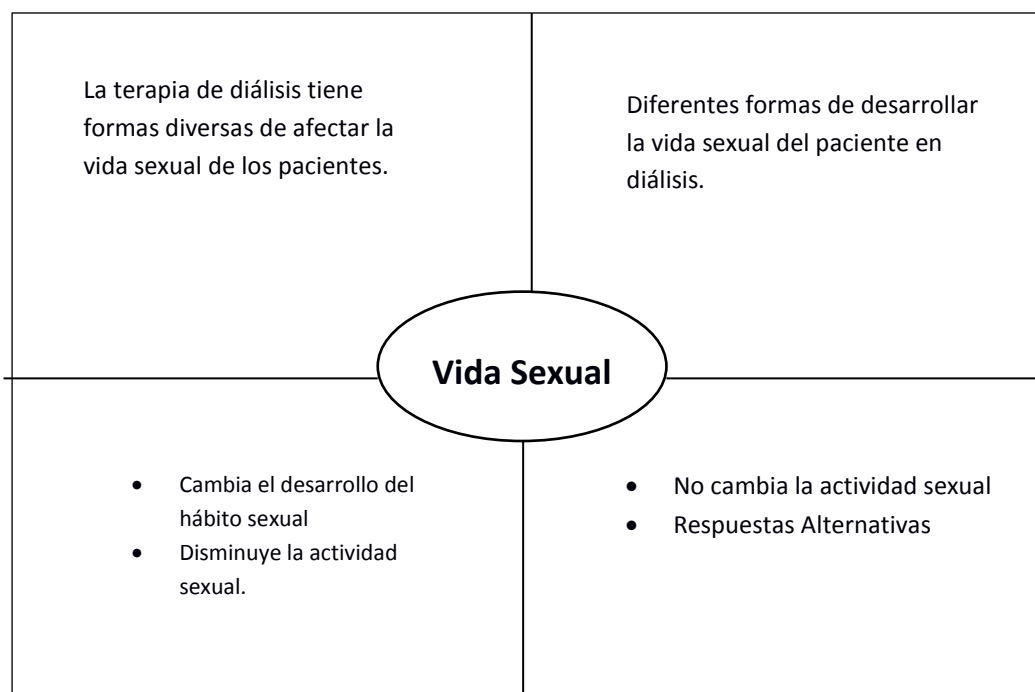 La terapia de diálisis tiene
formas diversas de afectar la
vida sexual de los pacientes.
Diferentes formas de desarrollar
la vida sexual del paciente en
diálisis.
Vida Sexual
• Cambia el desarrollo del
hábito sexual
• Disminuye la actividad
sexual.
• No cambia la actividad sexual
• Respuestas Alternativas